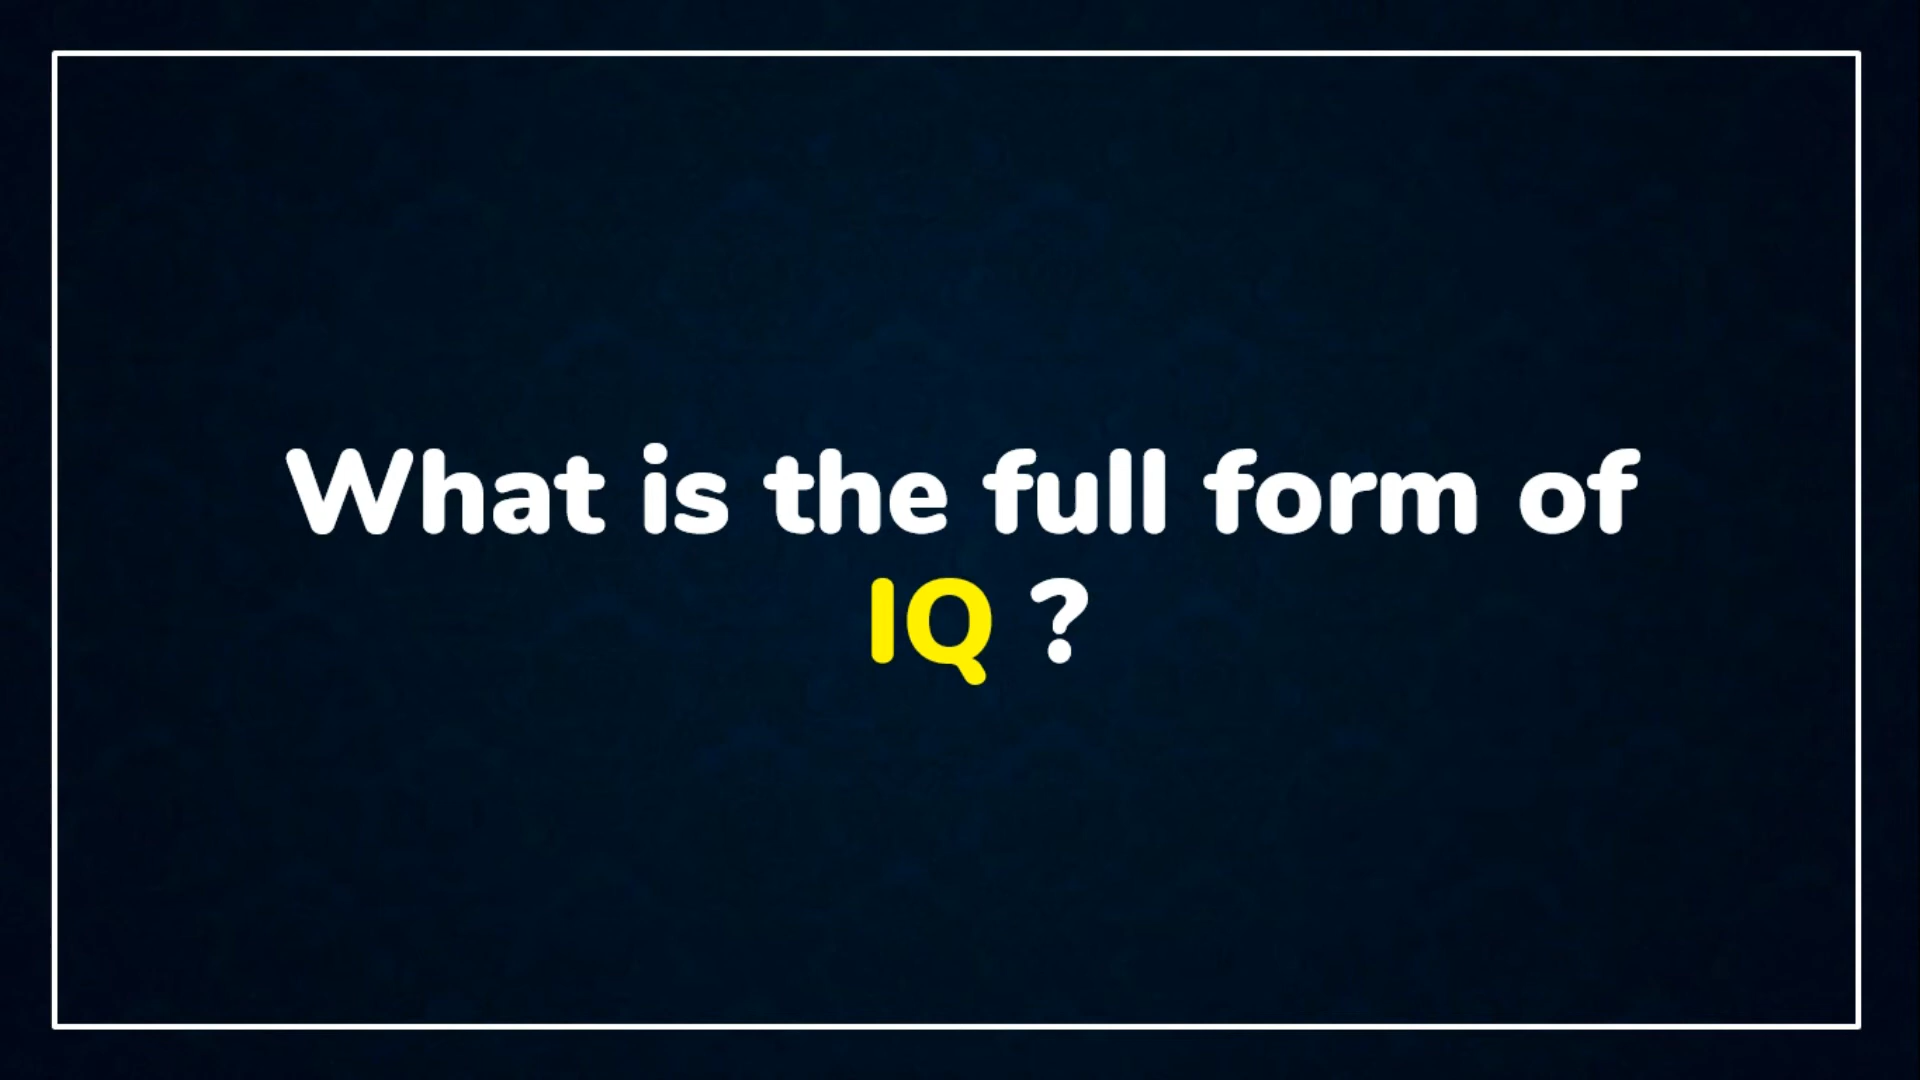 What is the full form of
IQ ?